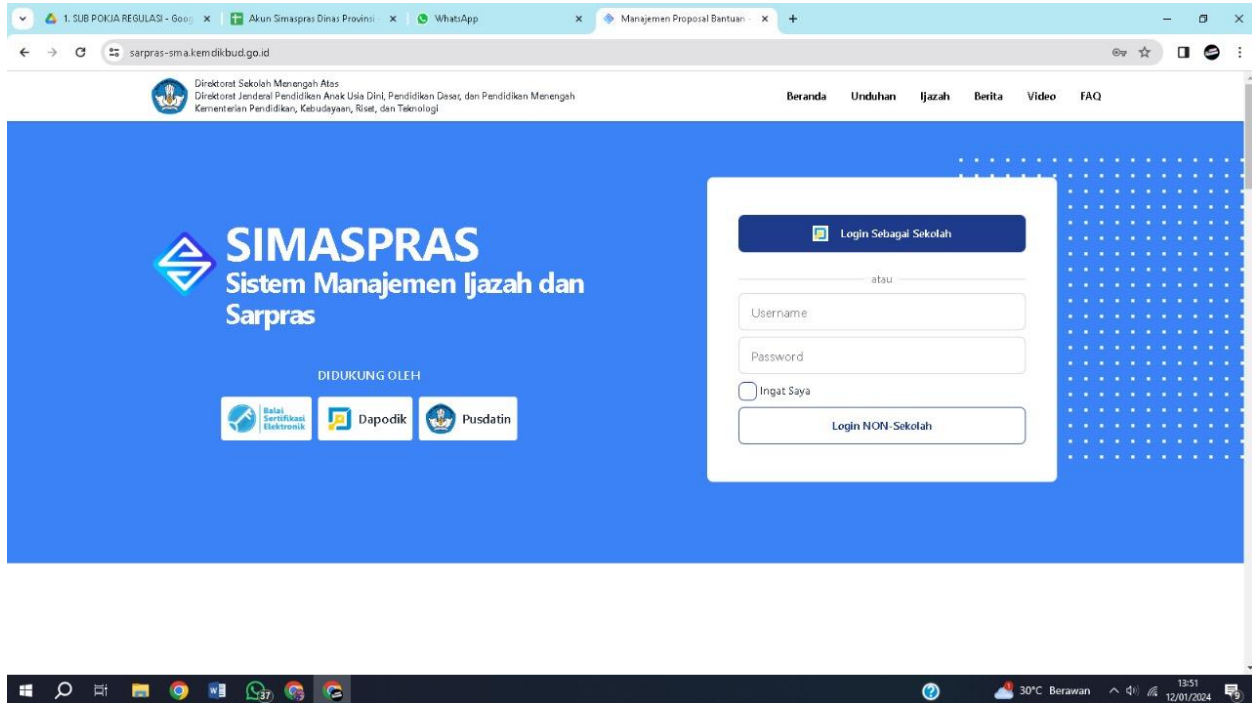 1. SUB POKJA REGULASI - Goog
Akun Simaspras Dinas Provinsi -
WhatsApp
Manajemen Proposal Bantuan -
sarpras-sma.kemdikbud.go.id
Direktorat Sekolah Menengah Atas
Direktorat Jenderal Pendidikan Anak Usia Dini, Pendidikan Dasar, dan Pendidikan Menengah
Kementerian Pendidikan, Kebudayaan, Riset, dan Teknologi
Beranda Unduhan Ijazah Berita Video FAQ
SIMASPRAS
Sistem Manajemen Ijazah dan
Sarpras
DIDUKUNG OLEH
Balai
Sertifikasi
Elektronik
Dapodik
Pusdatin
Login Sebagai Sekolah
atau
Username
Password
Ingat Saya
Login NON-Sekolah
37
30°C Berawan
13:51
12/01/2024
9